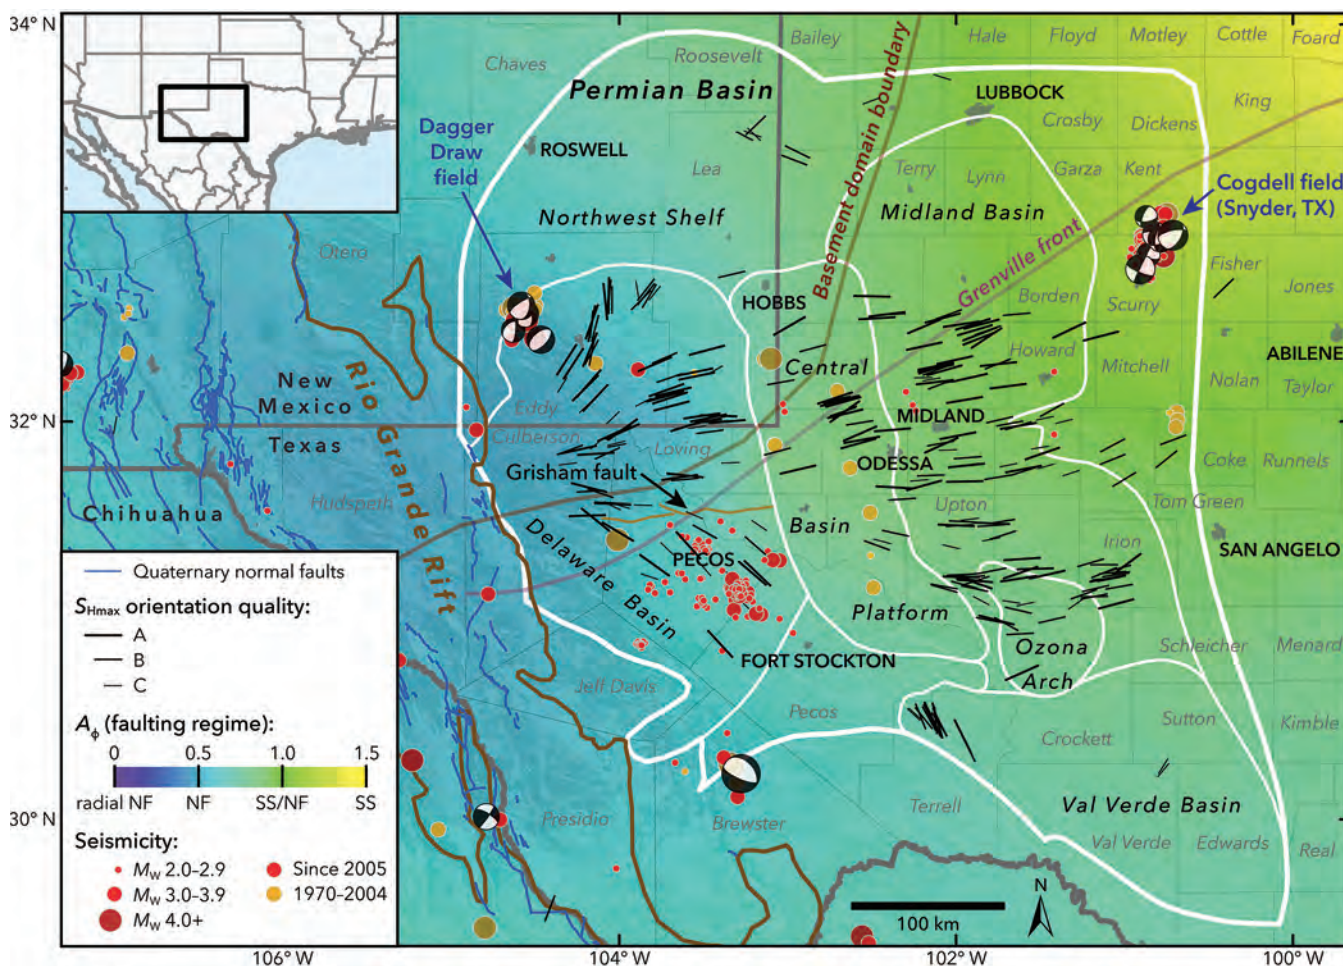 34° N
32° N
30° N
106° W
104° W
102° W
100° W
Chaves
Roosevelt
Bailey
Hale
Floyd
Motley
Cottle
Foard
Permian Basin
Basement domain boundary
LUBBOCK
King
Dagger
Draw
field
ROSWELL
Crosby
Dickens
Lea
Terry
Lynn
Garza
Kent
Cogdell field
(Snyder, TX)
Northwest Shelf
Midland Basin
Otero
Grenville front
Fisher
Jones
HOBBS
Borden
Scurry
Rio Grande Rift
Central
Howard
Mitchell
ABILENE
Nolan
Taylor
New
Mexico
Texas
Eddy
Culberson
Loving
MIDLAND
ODESSA
Grisham fault
Coke
Runnels
Hudspeth
Chihuahua
Upton
Tom Green
Basin
Delaware Basin
PECOS
Irion
SAN ANGELO
Platform
Ozona
Arch
Schleicher
Menard
FORT STOCKTON
Jeff Davis
Pecos
Crockett
Sutton
Kimble
Presidio
Brewster
Terrell
Val Verde Basin
Val Verde
Edwards
Real
N
100 km
Quaternary normal faults
SHmax orientation quality:
A
B
C
Aϕ (faulting regime):
0 0.5 1.0 1.5
radial NF NF SS/NF SS
Seismicity:
Mw 2.0–2.9
Since 2005
Mw 3.0–3.9
1970–2004
Mw 4.0+